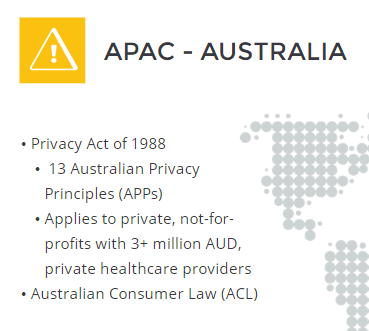 APAC - AUSTRALIA
• Privacy Act of 1988
• 13 Australian Privacy
Principles (APPs)
• Applies to private, not-for-
profits with 3+ million AUD,
private healthcare providers
• Australian Consumer Law (ACL)